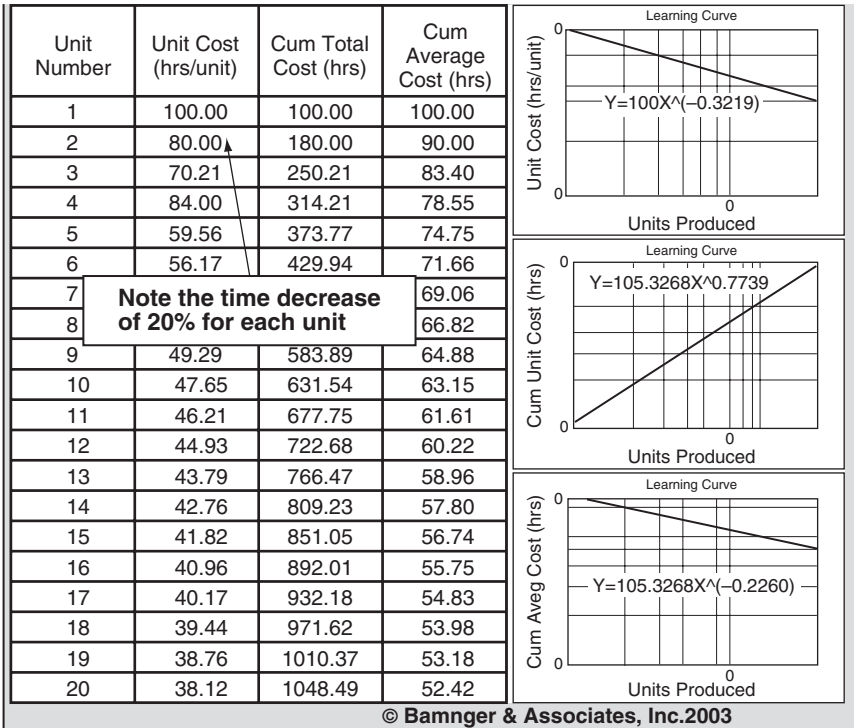 Unit Number Unit Cost (hrs/unit) Cum Total Cost (hrs) Cum Average Cost (hrs)
1 100.00 100.00 100.00
2 80.00 180.00 90.00
3 70.21 250.21 83.40
4 84.00 314.21 78.55
5 59.56 373.77 74.75
6 56.17 429.94 71.66
7 69.06
8 66.82
Note the time decrease
of 20% for each unit
9 49.29 583.89 64.88
10 47.65 631.54 63.15
11 46.21 677.75 61.61
12 44.93 722.68 60.22
13 43.79 766.47 58.96
14 42.76 809.23 57.80
15 41.82 851.05 56.74
16 40.96 892.01 55.75
17 40.17 932.18 54.83
18 39.44 971.62 53.98
19 38.76 1010.37 53.18
20 38.12 1048.49 52.42
Learning Curve
Unit Cost (hrs/unit)
0
Y=100X^(–0.3219)
0
0
Units Produced
Learning Curve
Cum Unit Cost (hrs)
0
Y=105.3268X^0.7739
0
0
Units Produced
Learning Curve
Cum Aveg Cost (hrs)
0
Y=105.3268X^(–0.2260)
0
0
Units Produced
© Bamnger & Associates, Inc.2003